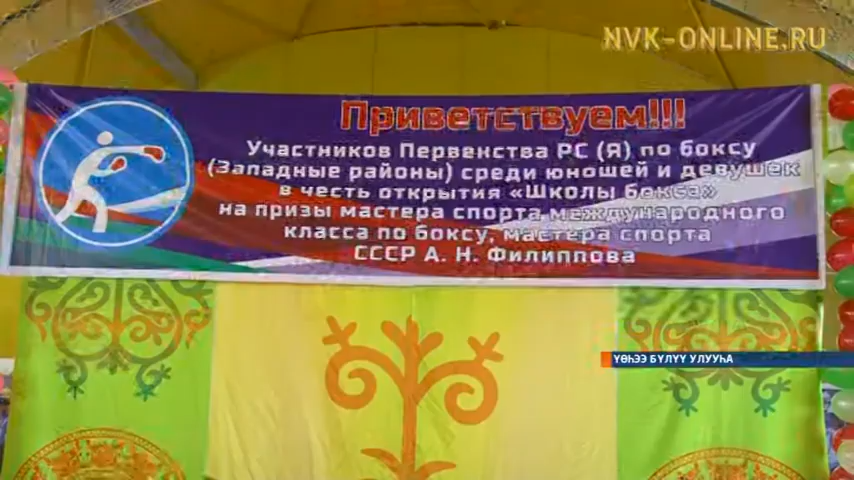 NVK-ONLINE.RU
Приветствуем!!!
Участников Первенства РС (Я) по боксу
(Западные районы) среди юношей и девушек
в честь открытия «Школы бокса»
на призы мастера спорта международного
класса по боксу, мастера спорта
СССР А. Н. Филиппова
ҮӨҺЭЭ БҮЛҮҮ УЛУУҺА